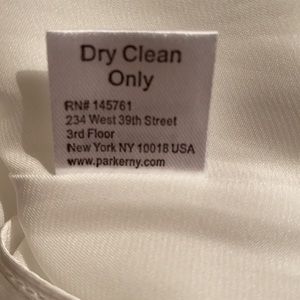 Dry Clean
Only
RN# 145761
234 West 39th Street
3rd Floor
New York NY 10018 USA
www.parkerny.com